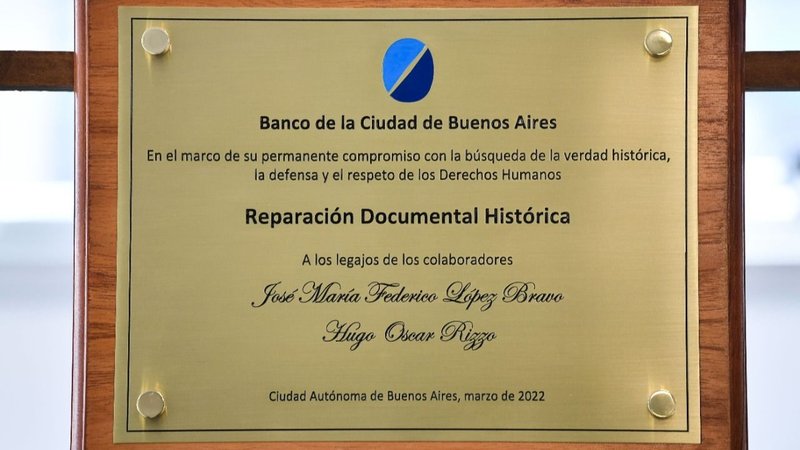 Banco de la Ciudad de Buenos Aires
En el marco de su permanente compromiso con la búsqueda de la verdad histórica,
la defensa y el respeto de los Derechos Humanos
Reparación Documental Histórica
A los legajos de los colaboradores
José María Federico López Bravo
Hugo Oscar Rizzo
Ciudad Autónoma de Buenos Aires, marzo de 2022